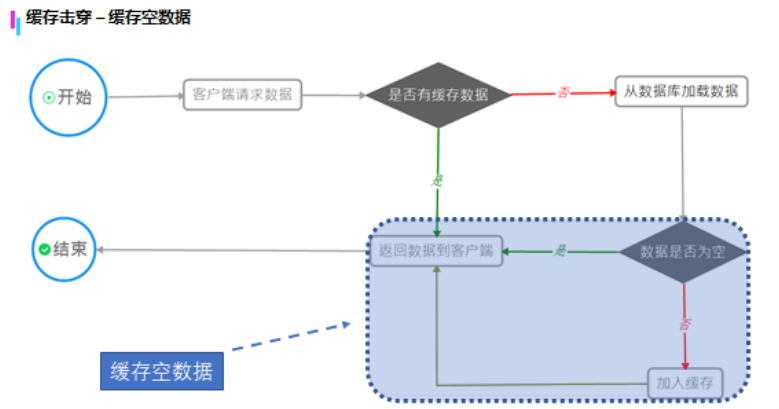 缓存击穿 – 缓存空数据
开始
客户端请求数据
是否有缓存数据
否
从数据库加载数据
是
结束
返回数据到客户端
是
数据是否为空
否
缓存空数据
加入缓存